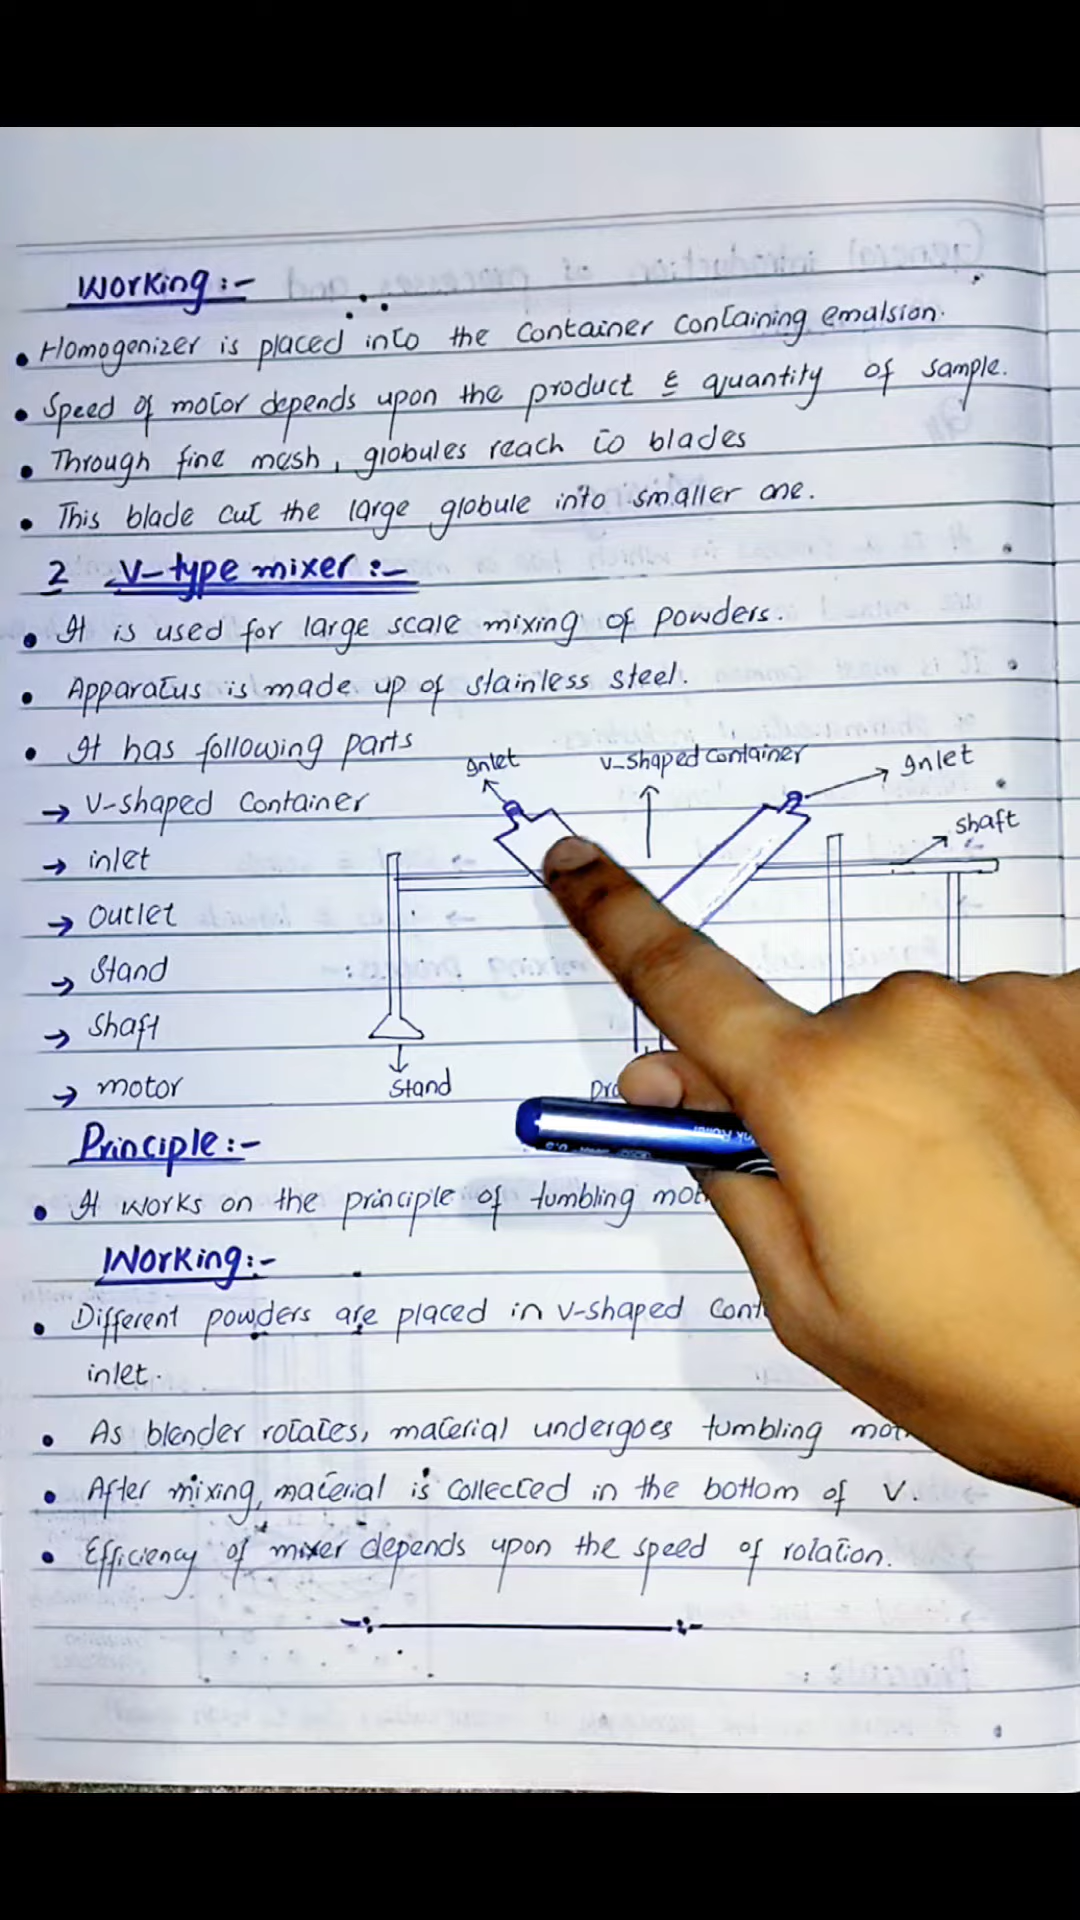 Working :-
• Homogenizer is placed into the container containing emulsion.
• Speed of motor depends upon the product & quantity of sample.
• Through fine mesh, globules reach to blades
• This blade cut the large globule into smaller one.
2 V-type mixer :-
• It is used for large scale mixing of powders.
• Apparatus is made up of stainless steel.
• It has following parts
Inlet
V-shaped container
Inlet
→ V-shaped container
shaft
→ inlet
→ Outlet
→ Stand
→ Shaft
→ motor
Stand
Principle :-
• It works on the principle of tumbling
Working :-
• Different powders are placed in V-shaped
inlet.
• As blender rotates, material undergoes tumbling
• After mixing, material is collected in the bottom of V.
• Efficiency of mixer depends upon the speed of rotation.